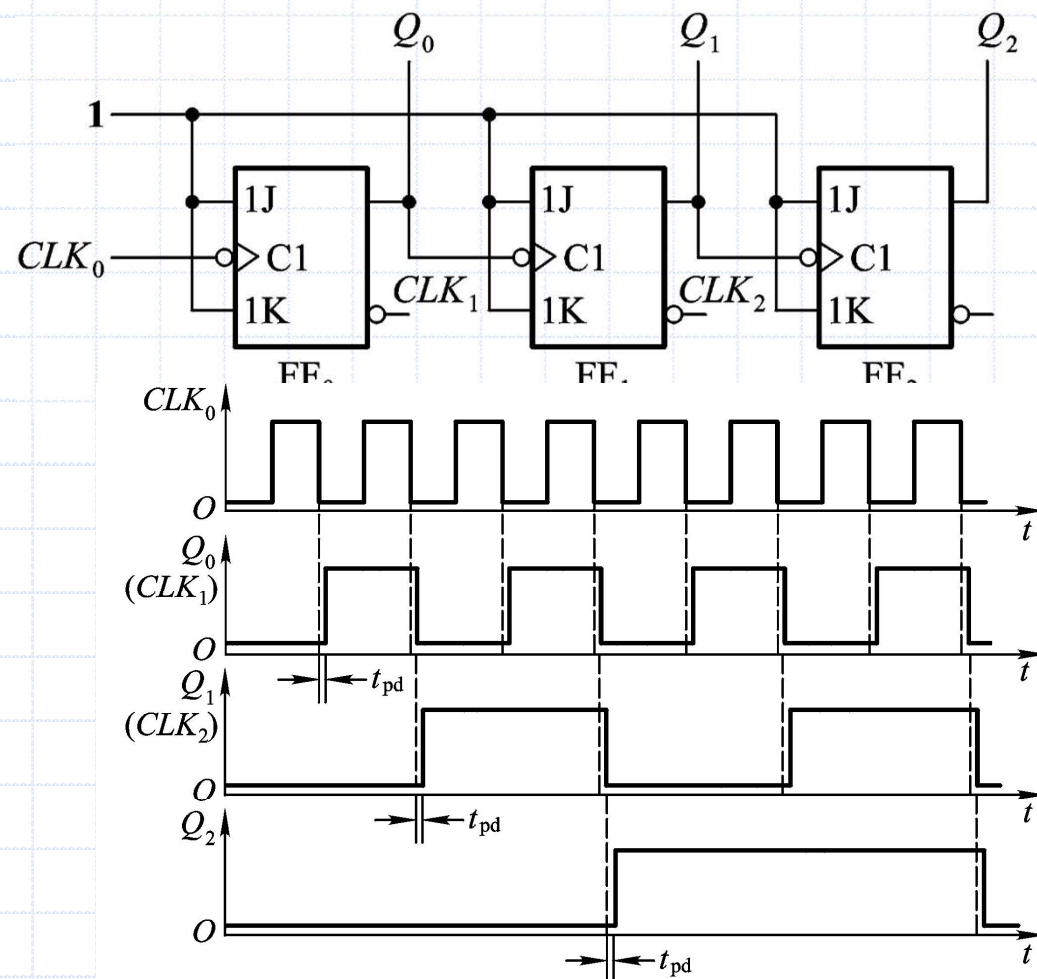 Q₀ Q₁ Q₂
1
1J 1J 1J
CLK₀ C1 C1 C1
CLK₁ CLK₂
1K 1K 1K
CLK₀
O
t
Q₀
(CLK₁)
O
t
tpd
Q₁
(CLK₂)
O
t
tpd
Q₂
O
t
tpd